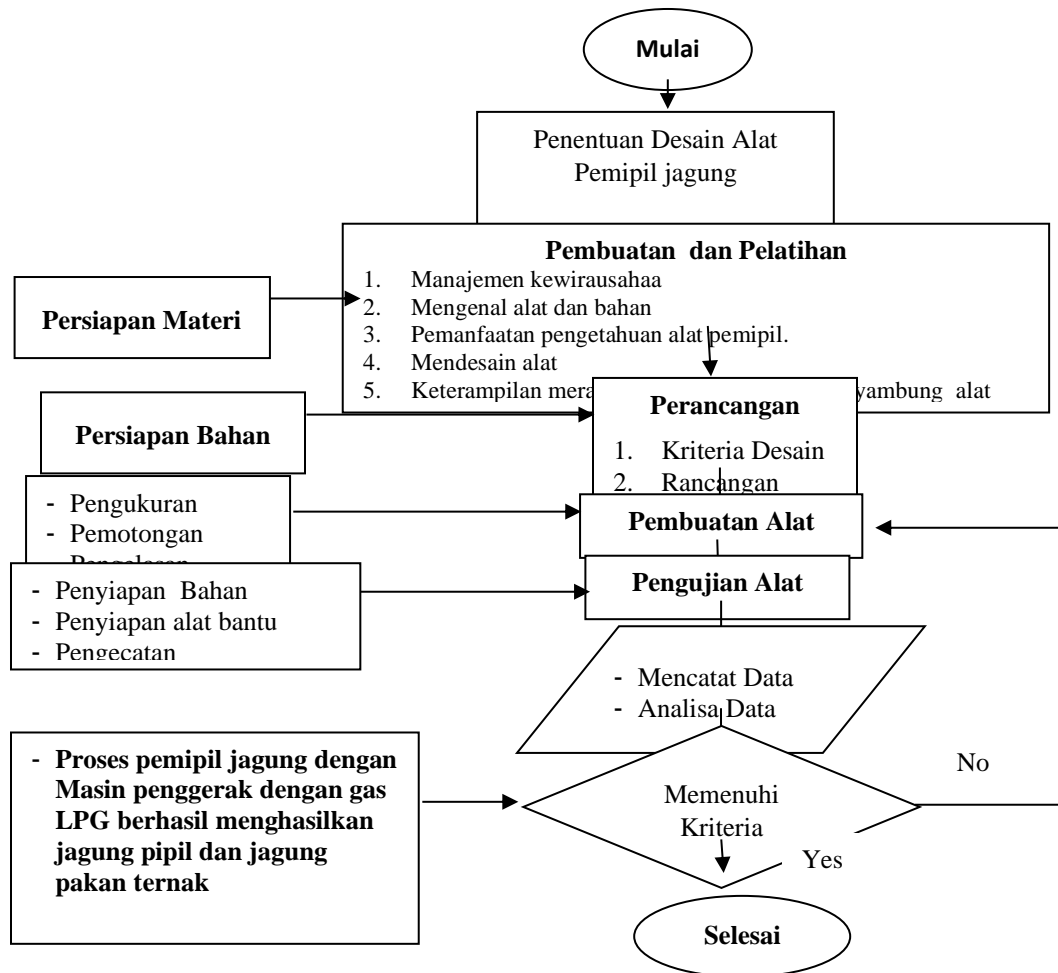 Mulai
Penentuan Desain Alat
Pemipil jagung
Pembuatan dan Pelatihan
1. Manajemen kewirausahaa
2. Mengenal alat dan bahan
3. Pemanfaatan pengetahuan alat pemipil.
4. Mendesain alat
5. Keterampilan mera yambung alat
Persiapan Materi
Perancangan
1. Kriteria Desain
2. Rancangan
Persiapan Bahan
- Pengukuran
- Pemotongan
- Pengelasan
Pembuatan Alat
Pengujian Alat
- Penyiapan Bahan
- Penyiapan alat bantu
- Pengecatan
- Mencatat Data
- Analisa Data
- Proses pemipil jagung dengan
Masin penggerak dengan gas
LPG berhasil menghasilkan
jagung pipil dan jagung
pakan ternak
Memenuhi
Kriteria
No
Yes
Selesai